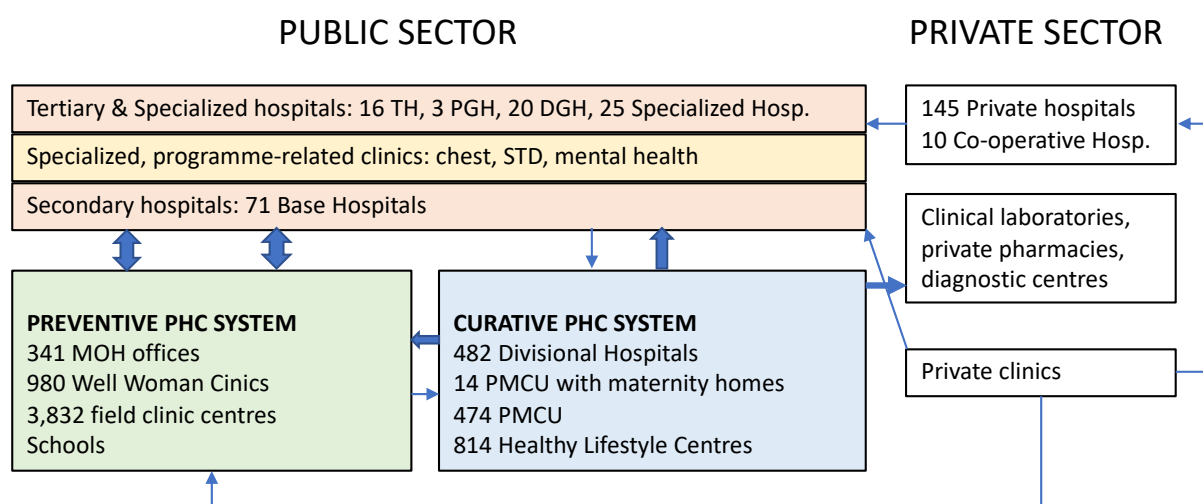 PUBLIC SECTOR
PRIVATE SECTOR
Tertiary & Specialized hospitals: 16 TH, 3 PGH, 20 DGH, 25 Specialized Hosp.
Specialized, programme-related clinics: chest, STD, mental health
Secondary hospitals: 71 Base Hospitals
145 Private hospitals
10 Co-operative Hosp.
Clinical laboratories,
private pharmacies,
diagnostic centres
PREVENTIVE PHC SYSTEM
341 MOH offices
980 Well Woman Cinics
3,832 field clinic centres
Schools
CURATIVE PHC SYSTEM
482 Divisional Hospitals
14 PMCU with maternity homes
474 PMCU
814 Healthy Lifestyle Centres
Private clinics